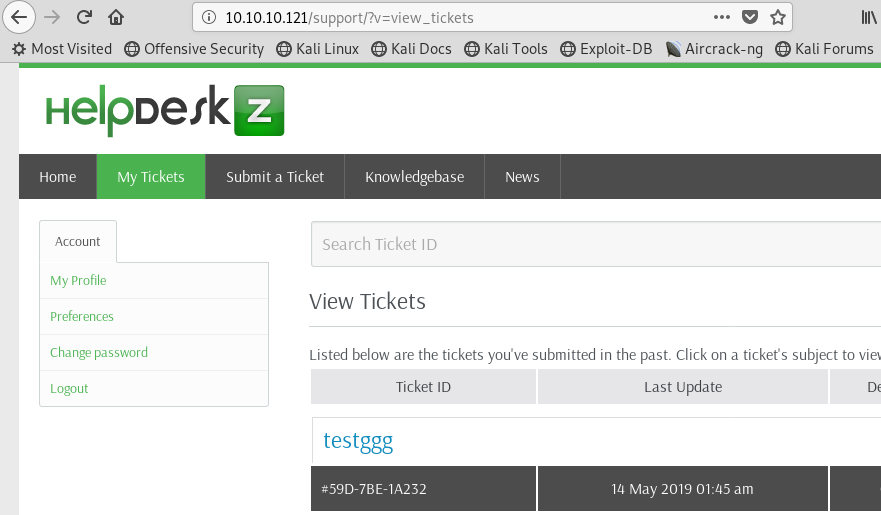 10.10.10.121/support/?v=view_tickets
Most Visited Offensive Security Kali Linux Kali Docs Kali Tools Exploit-DB Aircrack-ng Kali Forums
HelpDesk Z
Home My Tickets Submit a Ticket Knowledgebase News
Account
My Profile
Preferences
Change password
Logout
Search Ticket ID
View Tickets
Listed below are the tickets you've submitted in the past. Click on a ticket's subject to view
Ticket ID Last Update De
testggg
#59D-7BE-1A232 14 May 2019 01:45 am